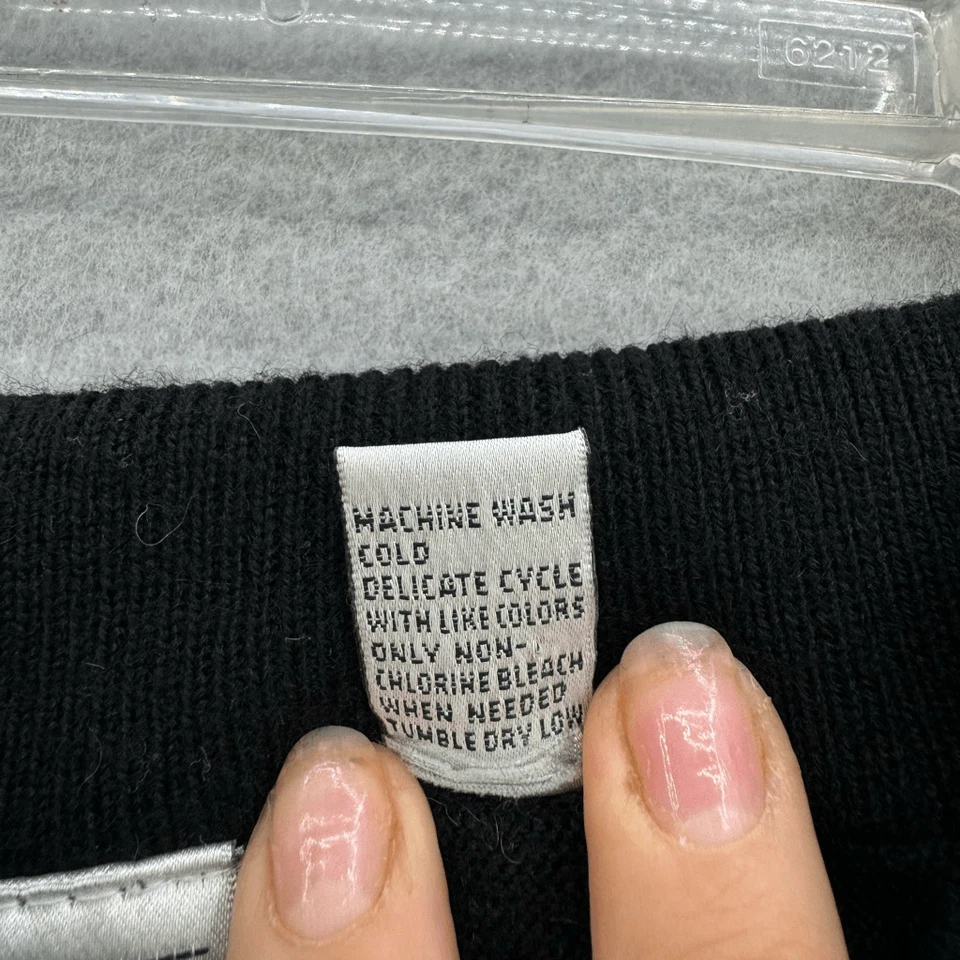 6212
MACHINE WASH
COLD
DELICATE CYCLE
WITH LIKE COLORS
ONLY NON-
CHLORINE BLEACH
WHEN NEEDED
TUMBLE DRY LOW